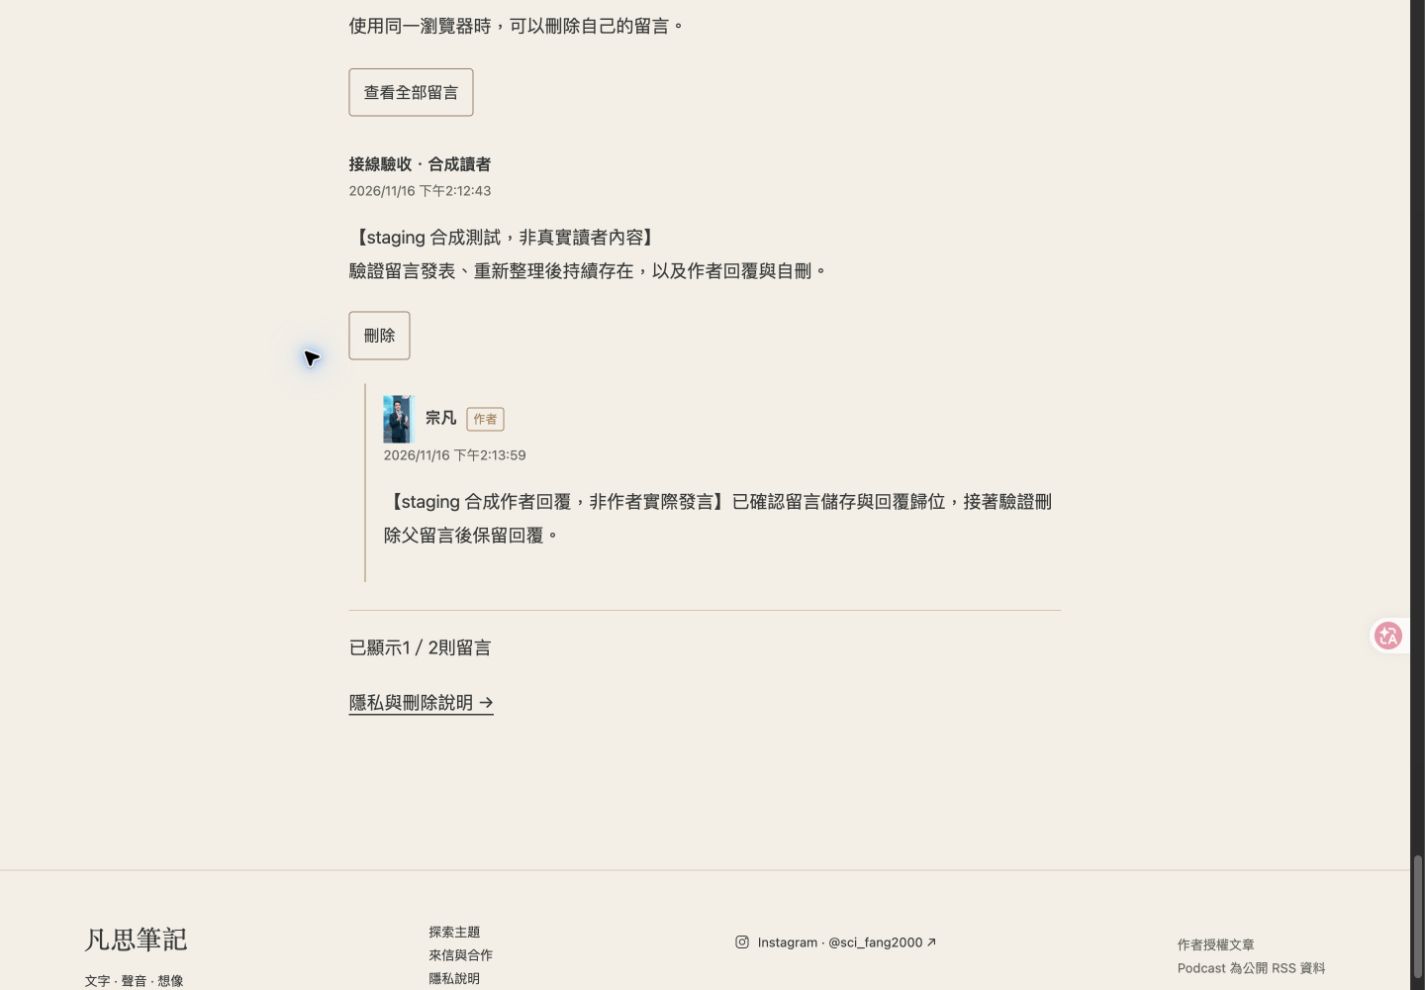 使用同一瀏覽器時，可以刪除自己的留言。
查看全部留言
接線驗收 · 合成讀者
2026/11/16 下午2:12:43
【staging 合成測試，非真實讀者內容】
驗證留言發表、重新整理後持續存在，以及作者回覆與自刪。
刪除
宗凡 作者
2026/11/16 下午2:13:59
【staging 合成作者回覆，非作者實際發言】已確認留言儲存與回覆歸位，接著驗證刪
除父留言後保留回覆。
已顯示1 / 2則留言
隱私與刪除說明 →
凡思筆記
文字 · 聲音 · 想像
探索主題
來信與合作
隱私說明
Instagram · @sci_fang2000 ↗
作者授權文章
Podcast 為公開 RSS 資料